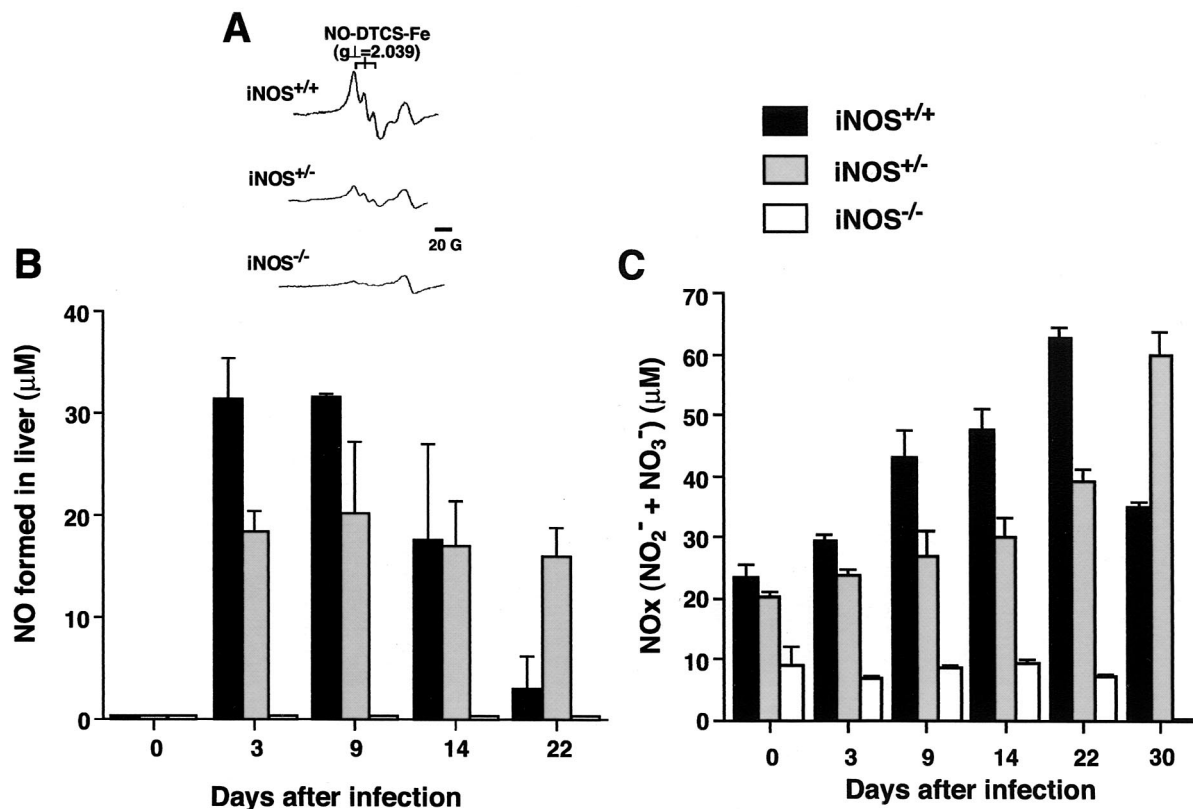 A
NO-DTCS-Fe
(g⊥=2.039)
iNOS+/+
iNOS+/-
20 G
iNOS-/-
iNOS+/+
iNOS+/-
iNOS-/-
B
NO formed in liver (μM)
40
30
20
10
0
0 3 9 14 22
Days after infection
C
NOx (NO2- + NO3-) (μM)
70
60
50
40
30
20
10
0
0 3 9 14 22 30
Days after infection